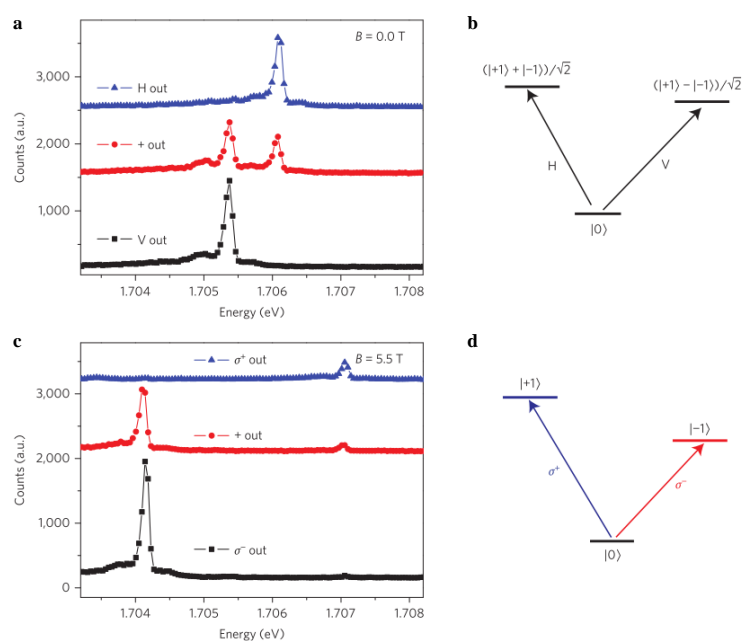 a
B = 0.0 T
H out
+ out
V out
3,000
2,000
1,000
Counts (a.u.)
1.704 1.705 1.706 1.707 1.708
Energy (eV)
b
(|+1⟩ + |−1⟩)/√2
(|+1⟩ − |−1⟩)/√2
H
V
|0⟩
c
B = 5.5 T
σ+ out
+ out
σ− out
3,000
2,000
1,000
0
Counts (a.u.)
1.704 1.705 1.706 1.707 1.708
Energy (eV)
d
|+1⟩
|−1⟩
σ+
σ−
|0⟩